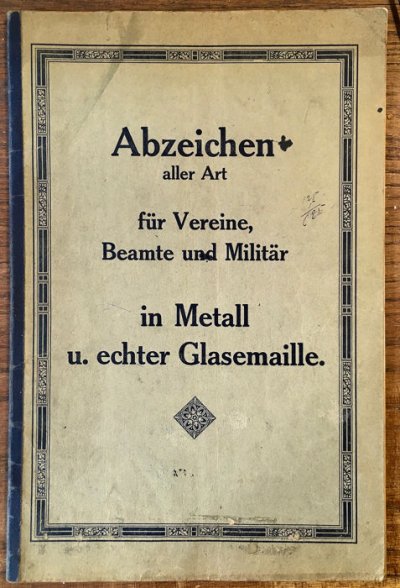 Abzeichen
aller Art
für Vereine,
Beamte und Militär
in Metall
u. echter Glasemaille.